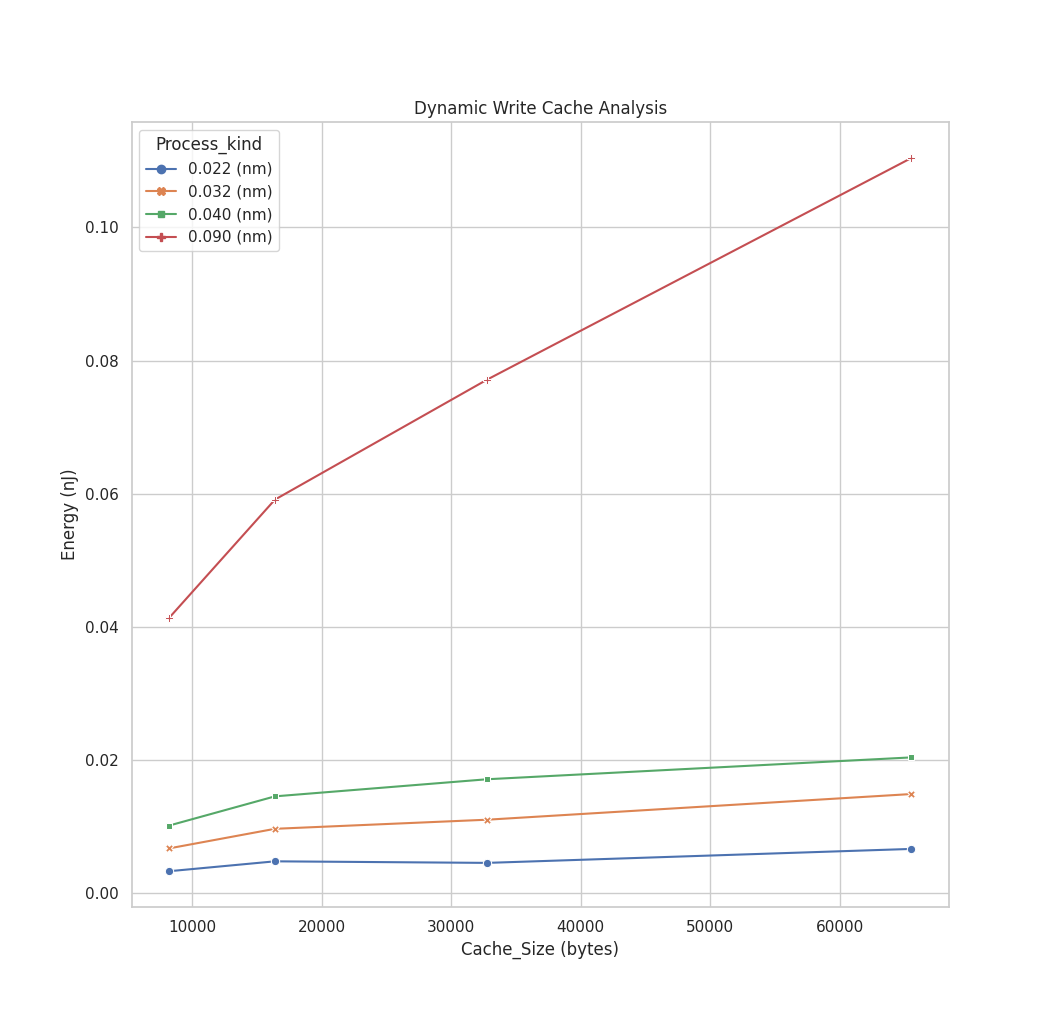 Dynamic Write Cache Analysis
Process_kind
0.022 (nm)
0.032 (nm)
0.040 (nm)
0.090 (nm)
Energy (nJ)
0.10
0.08
0.06
0.04
0.02
0.00
10000 20000 30000 40000 50000 60000
Cache_Size (bytes)